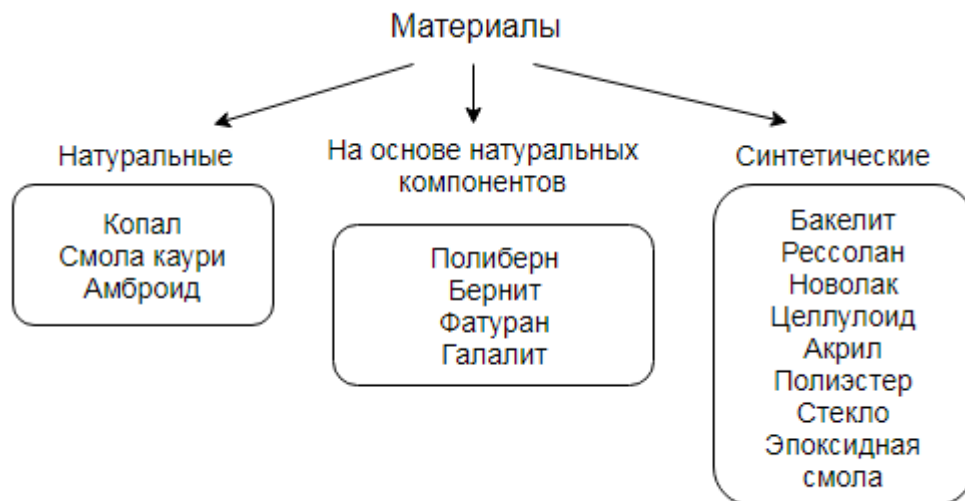 Материалы
Натуральные
Копал
Смола каури
Амброид
На основе натуральных
компонентов
Полиберн
Бернит
Фатуран
Галалит
Синтетические
Бакелит
Рессолан
Новолак
Целлулоид
Акрил
Полиэстер
Стекло
Эпоксидная
смола